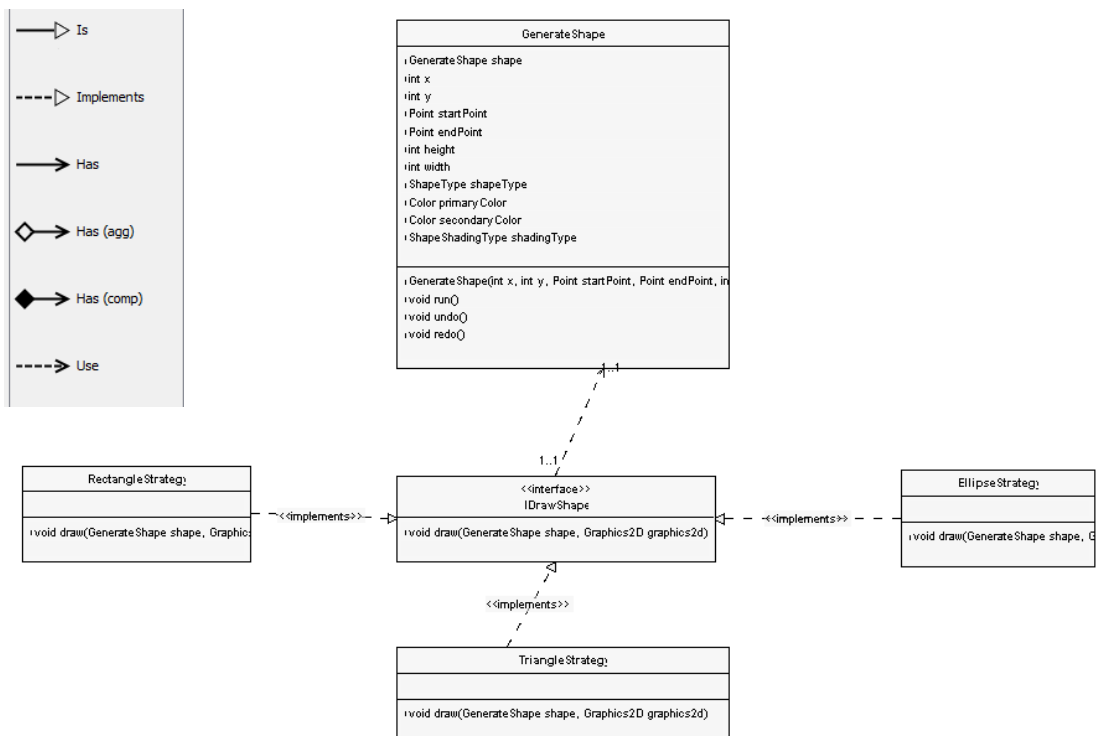 Is
Implements
Has
Has (agg)
Has (comp)
Use
GenerateShape
GenerateShape shape
int x
int y
Point startPoint
Point endPoint
int height
int width
ShapeType shapeType
Color primaryColor
Color secondaryColor
ShapeShadingType shadingType
GenerateShape(int x, int y, Point startPoint, Point endPoint, in
void run()
void undo()
void redo()
1..1
1..1
RectangleStrategy
void draw(GenerateShape shape, Graphics
<<implements>>
<<interface>>
IDrawShape
void draw(GenerateShape shape, Graphics2D graphics2d)
<<implements>>
EllipseStrategy
void draw(GenerateShape shape, G
<<implements>>
TriangleStrategy
void draw(GenerateShape shape, Graphics2D graphics2d)